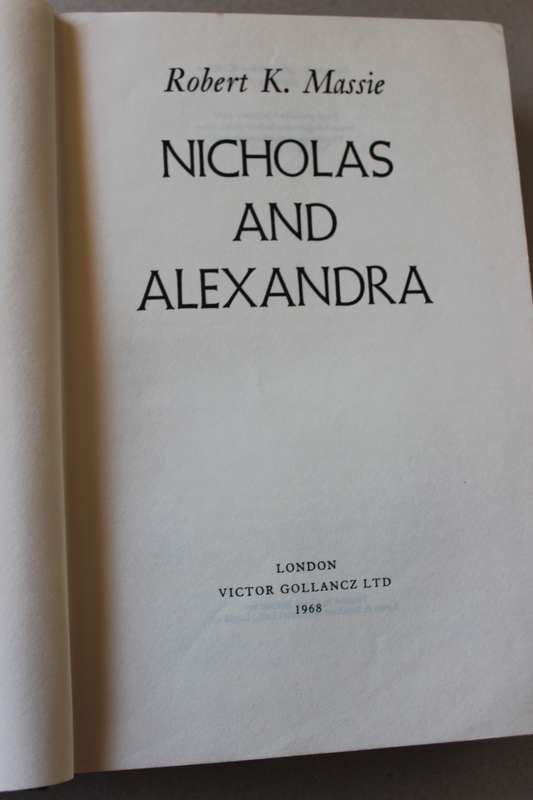 Robert K. Massie
NICHOLAS
AND
ALEXANDRA
LONDON
VICTOR GOLLANCZ LTD
1968